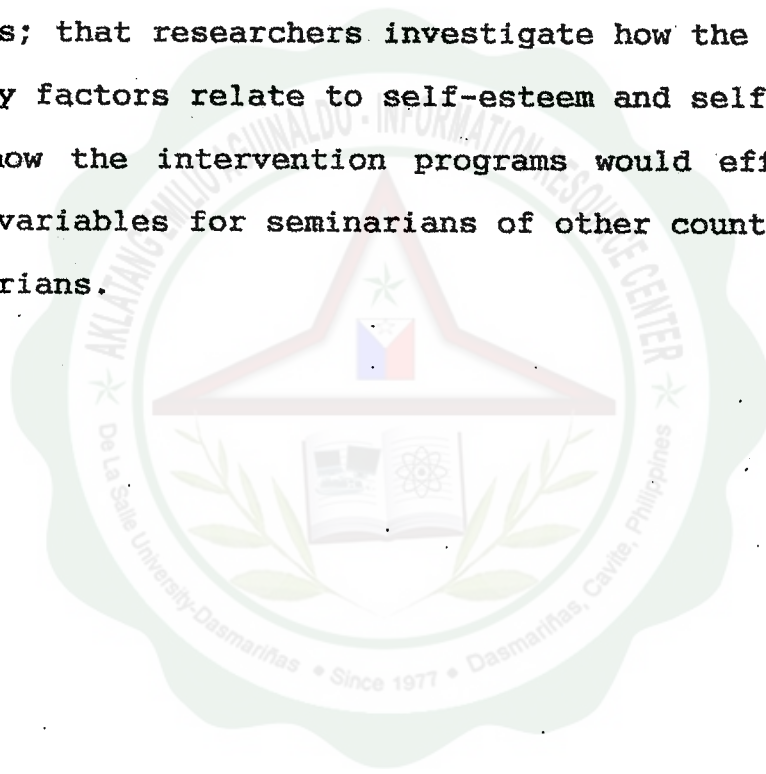 s; that researchers investigate how the
y factors relate to self-esteem and self
how the intervention programs would eff
variables for seminarians of other count
rians.
AKLATANG EMILIO AGUINALDO - INFORMATION RESOURCE CENTER
De La Salle University-Dasmariñas • Since 1977 • Dasmariñas, Cavite, Philippines